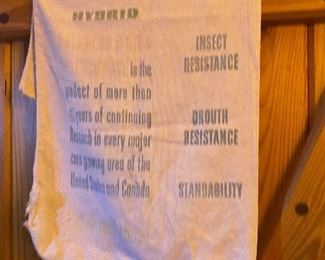 HYBRID
is the
product of more than
years of continuing
Research in every major
corn growing area of the
United States and Canada
INSECT
RESISTANCE
DROUTH
RESISTANCE
STANDABILITY